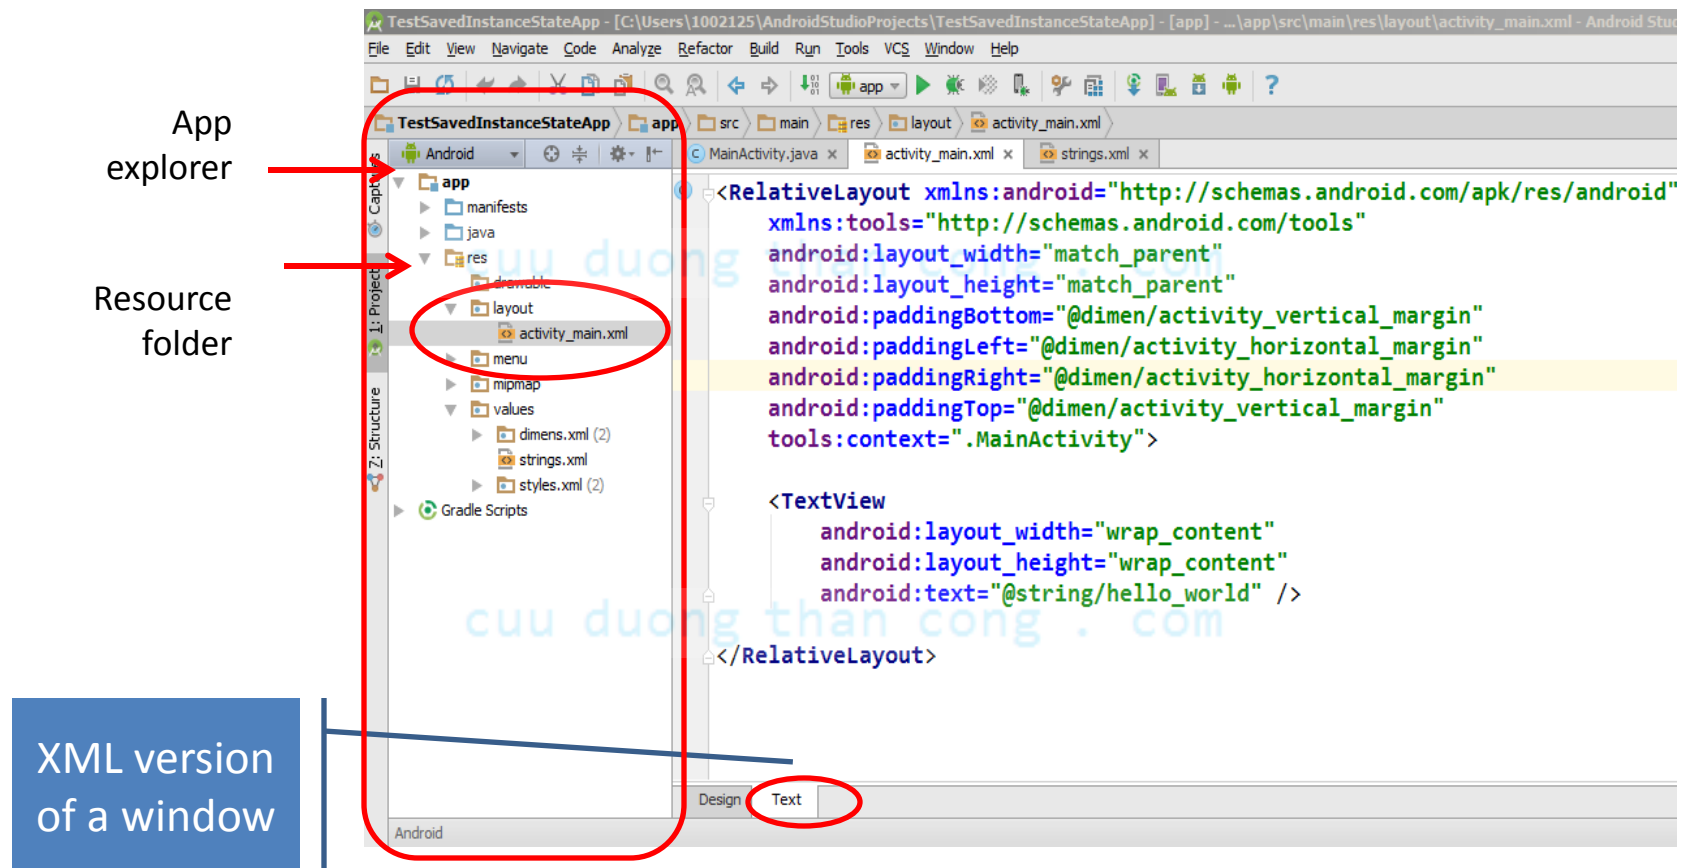 TestSavedInstanceStateApp - [C:\Users\1002125\AndroidStudioProjects\TestSavedInstanceStateApp] - [app] - ...\app\src\main\res\layout\activity_main.xml - Android Stu
File Edit View Navigate Code Analyze Refactor Build Run Tools VCS Window Help
app
TestSavedInstanceStateApp app src main res layout activity_main.xml
App
explorer
Resource
folder
XML version
of a window
Captures
1: Project
7: Structure
Android
app
manifests
java
res
drawable
layout
activity_main.xml
menu
mipmap
values
dimens.xml (2)
strings.xml
styles.xml (2)
Gradle Scripts
MainActivity.java activity_main.xml strings.xml
<RelativeLayout xmlns:android="http://schemas.android.com/apk/res/android"
xmlns:tools="http://schemas.android.com/tools"
android:layout_width="match_parent"
android:layout_height="match_parent"
android:paddingBottom="@dimen/activity_vertical_margin"
android:paddingLeft="@dimen/activity_horizontal_margin"
android:paddingRight="@dimen/activity_horizontal_margin"
android:paddingTop="@dimen/activity_vertical_margin"
tools:context=".MainActivity">
<TextView
android:layout_width="wrap_content"
android:layout_height="wrap_content"
android:text="@string/hello_world" />
</RelativeLayout>
cuu duong than cong . com
cuu duong than cong . com
Design Text
Android